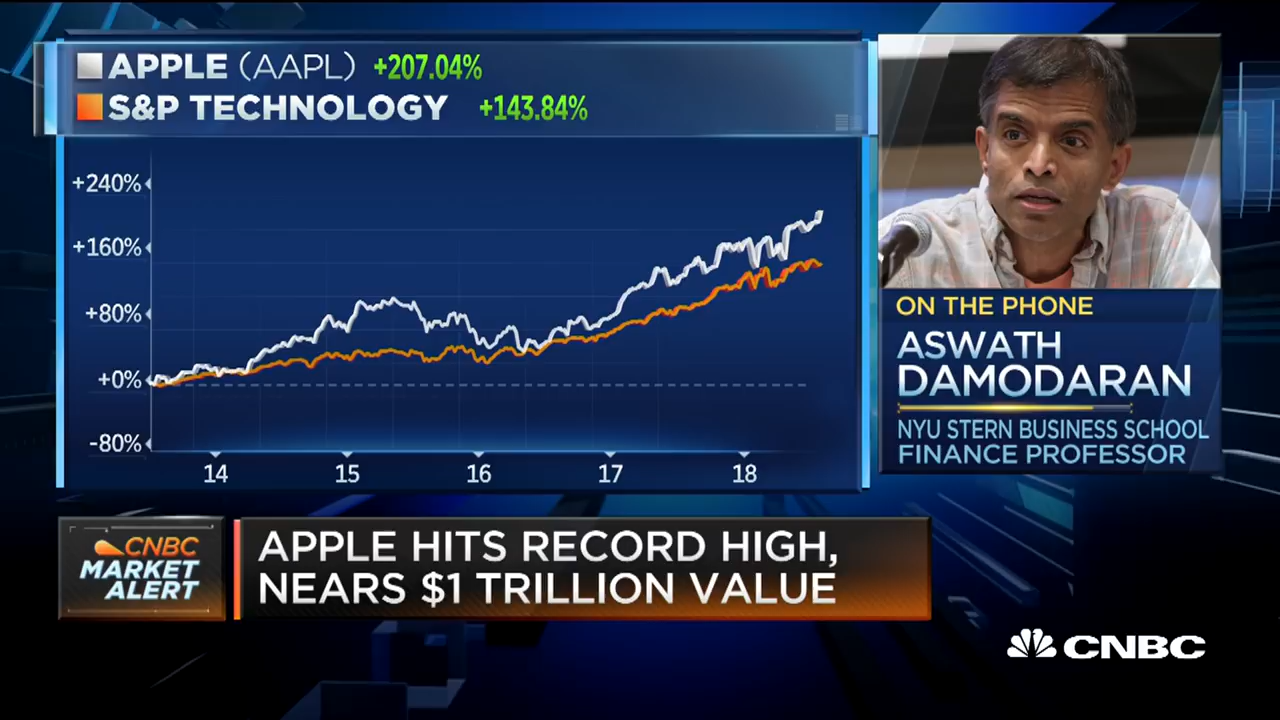 APPLE (AAPL) +207.04%
S&P TECHNOLOGY +143.84%
+240%
+160%
+80%
+0%
-80%
14 15 16 17 18
ON THE PHONE
ASWATH
DAMODARAN
NYU STERN BUSINESS SCHOOL
FINANCE PROFESSOR
CNBC
MARKET
ALERT
APPLE HITS RECORD HIGH,
NEARS $1 TRILLION VALUE
CNBC